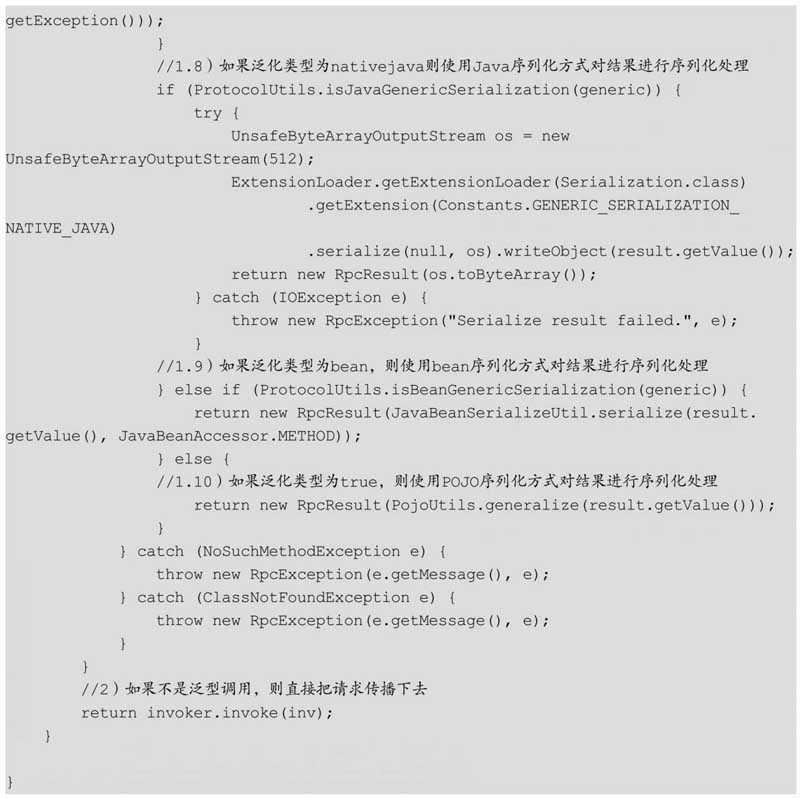 getException()));
}
//1.8）如果泛化类型为nativejava则使用Java序列化方式对结果进行序列化处理
if (ProtocolUtils.isJavaGenericSerialization(generic)) {
try {
UnsafeByteArrayOutputStream os = new
UnsafeByteArrayOutputStream(512);
ExtensionLoader.getExtensionLoader(Serialization.class)
.getExtension(Constants.GENERIC_SERIALIZATION_
NATIVE_JAVA)
.serialize(null, os).writeObject(result.getValue());
return new RpcResult(os.toByteArray());
} catch (IOException e) {
throw new RpcException("Serialize result failed.", e);
}
//1.9）如果泛化类型为bean，则使用bean序列化方式对结果进行序列化处理
} else if (ProtocolUtils.isBeanGenericSerialization(generic)) {
return new RpcResult(JavaBeanSerializeUtil.serialize(result.
getValue(), JavaBeanAccessor.METHOD));
} else {
//1.10）如果泛化类型为true，则使用POJO序列化方式对结果进行序列化处理
return new RpcResult(PojoUtils.generalize(result.getValue()));
}
} catch (NoSuchMethodException e) {
throw new RpcException(e.getMessage(), e);
} catch (ClassNotFoundException e) {
throw new RpcException(e.getMessage(), e);
}
}
//2）如果不是泛型调用，则直接把请求传播下去
return invoker.invoke(inv);
}
}